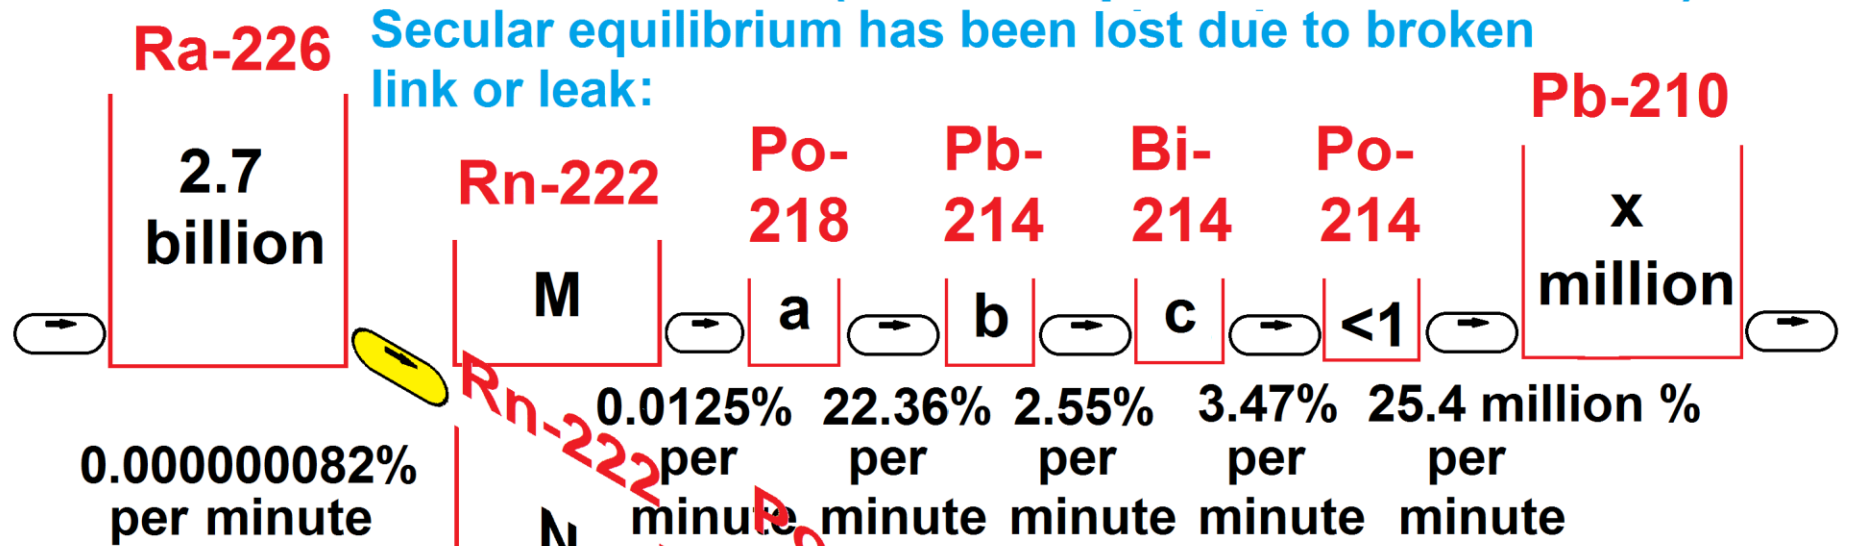 Secular equilibrium has been lost due to broken
link or leak:
Ra-226
2.7
billion
0.000000082%
per minute
Rn-222
M
0.0125%
per
minute
Po-
218
a
22.36%
per
minute
Pb-
214
b
2.55%
per
minute
Bi-
214
c
3.47%
per
minute
Po-
214
<1
25.4 million %
per
minute
Pb-210
x
million
Rn-222
N